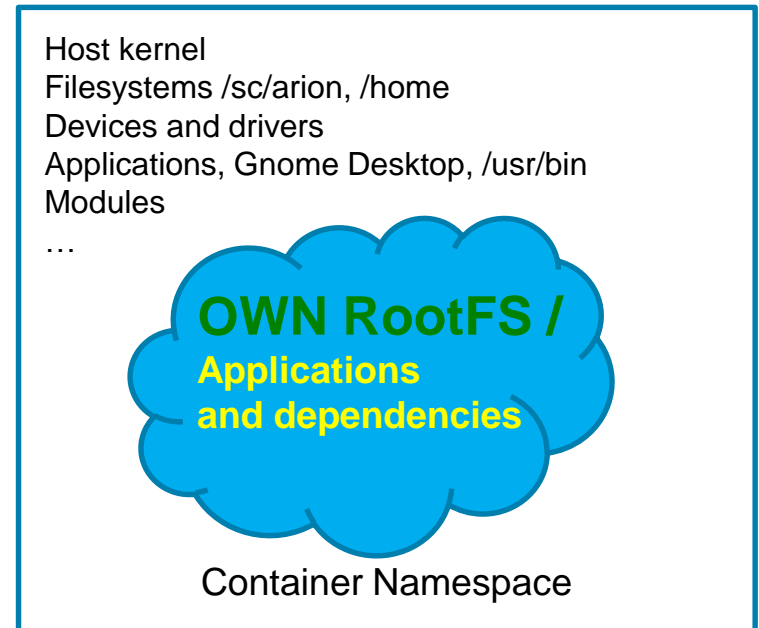 Host kernel
Filesystems /sc/arion, /home
Devices and drivers
Applications, Gnome Desktop, /usr/bin
Modules
…
OWN RootFS /
Applications
and dependencies
Container Namespace